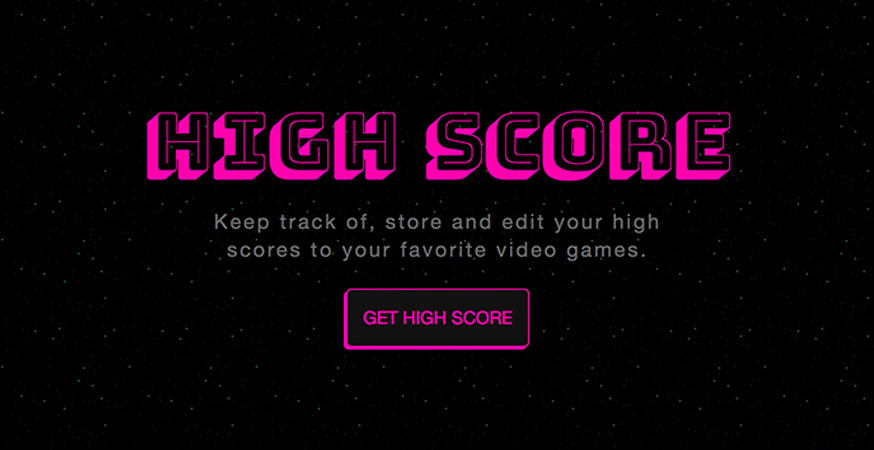 HIGH SCORE
Keep track of, store and edit your high
scores to your favorite video games.
GET HIGH SCORE